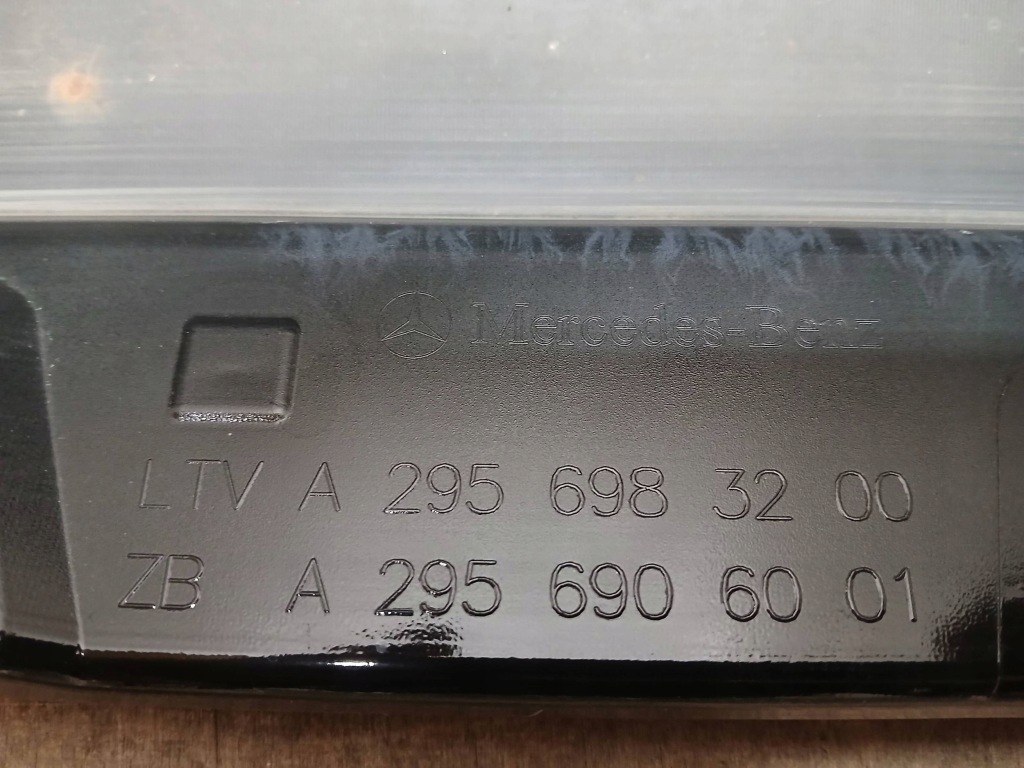 Mercedes-Benz
LTV A 295 698 32 00
ZB A 295 690 60 01